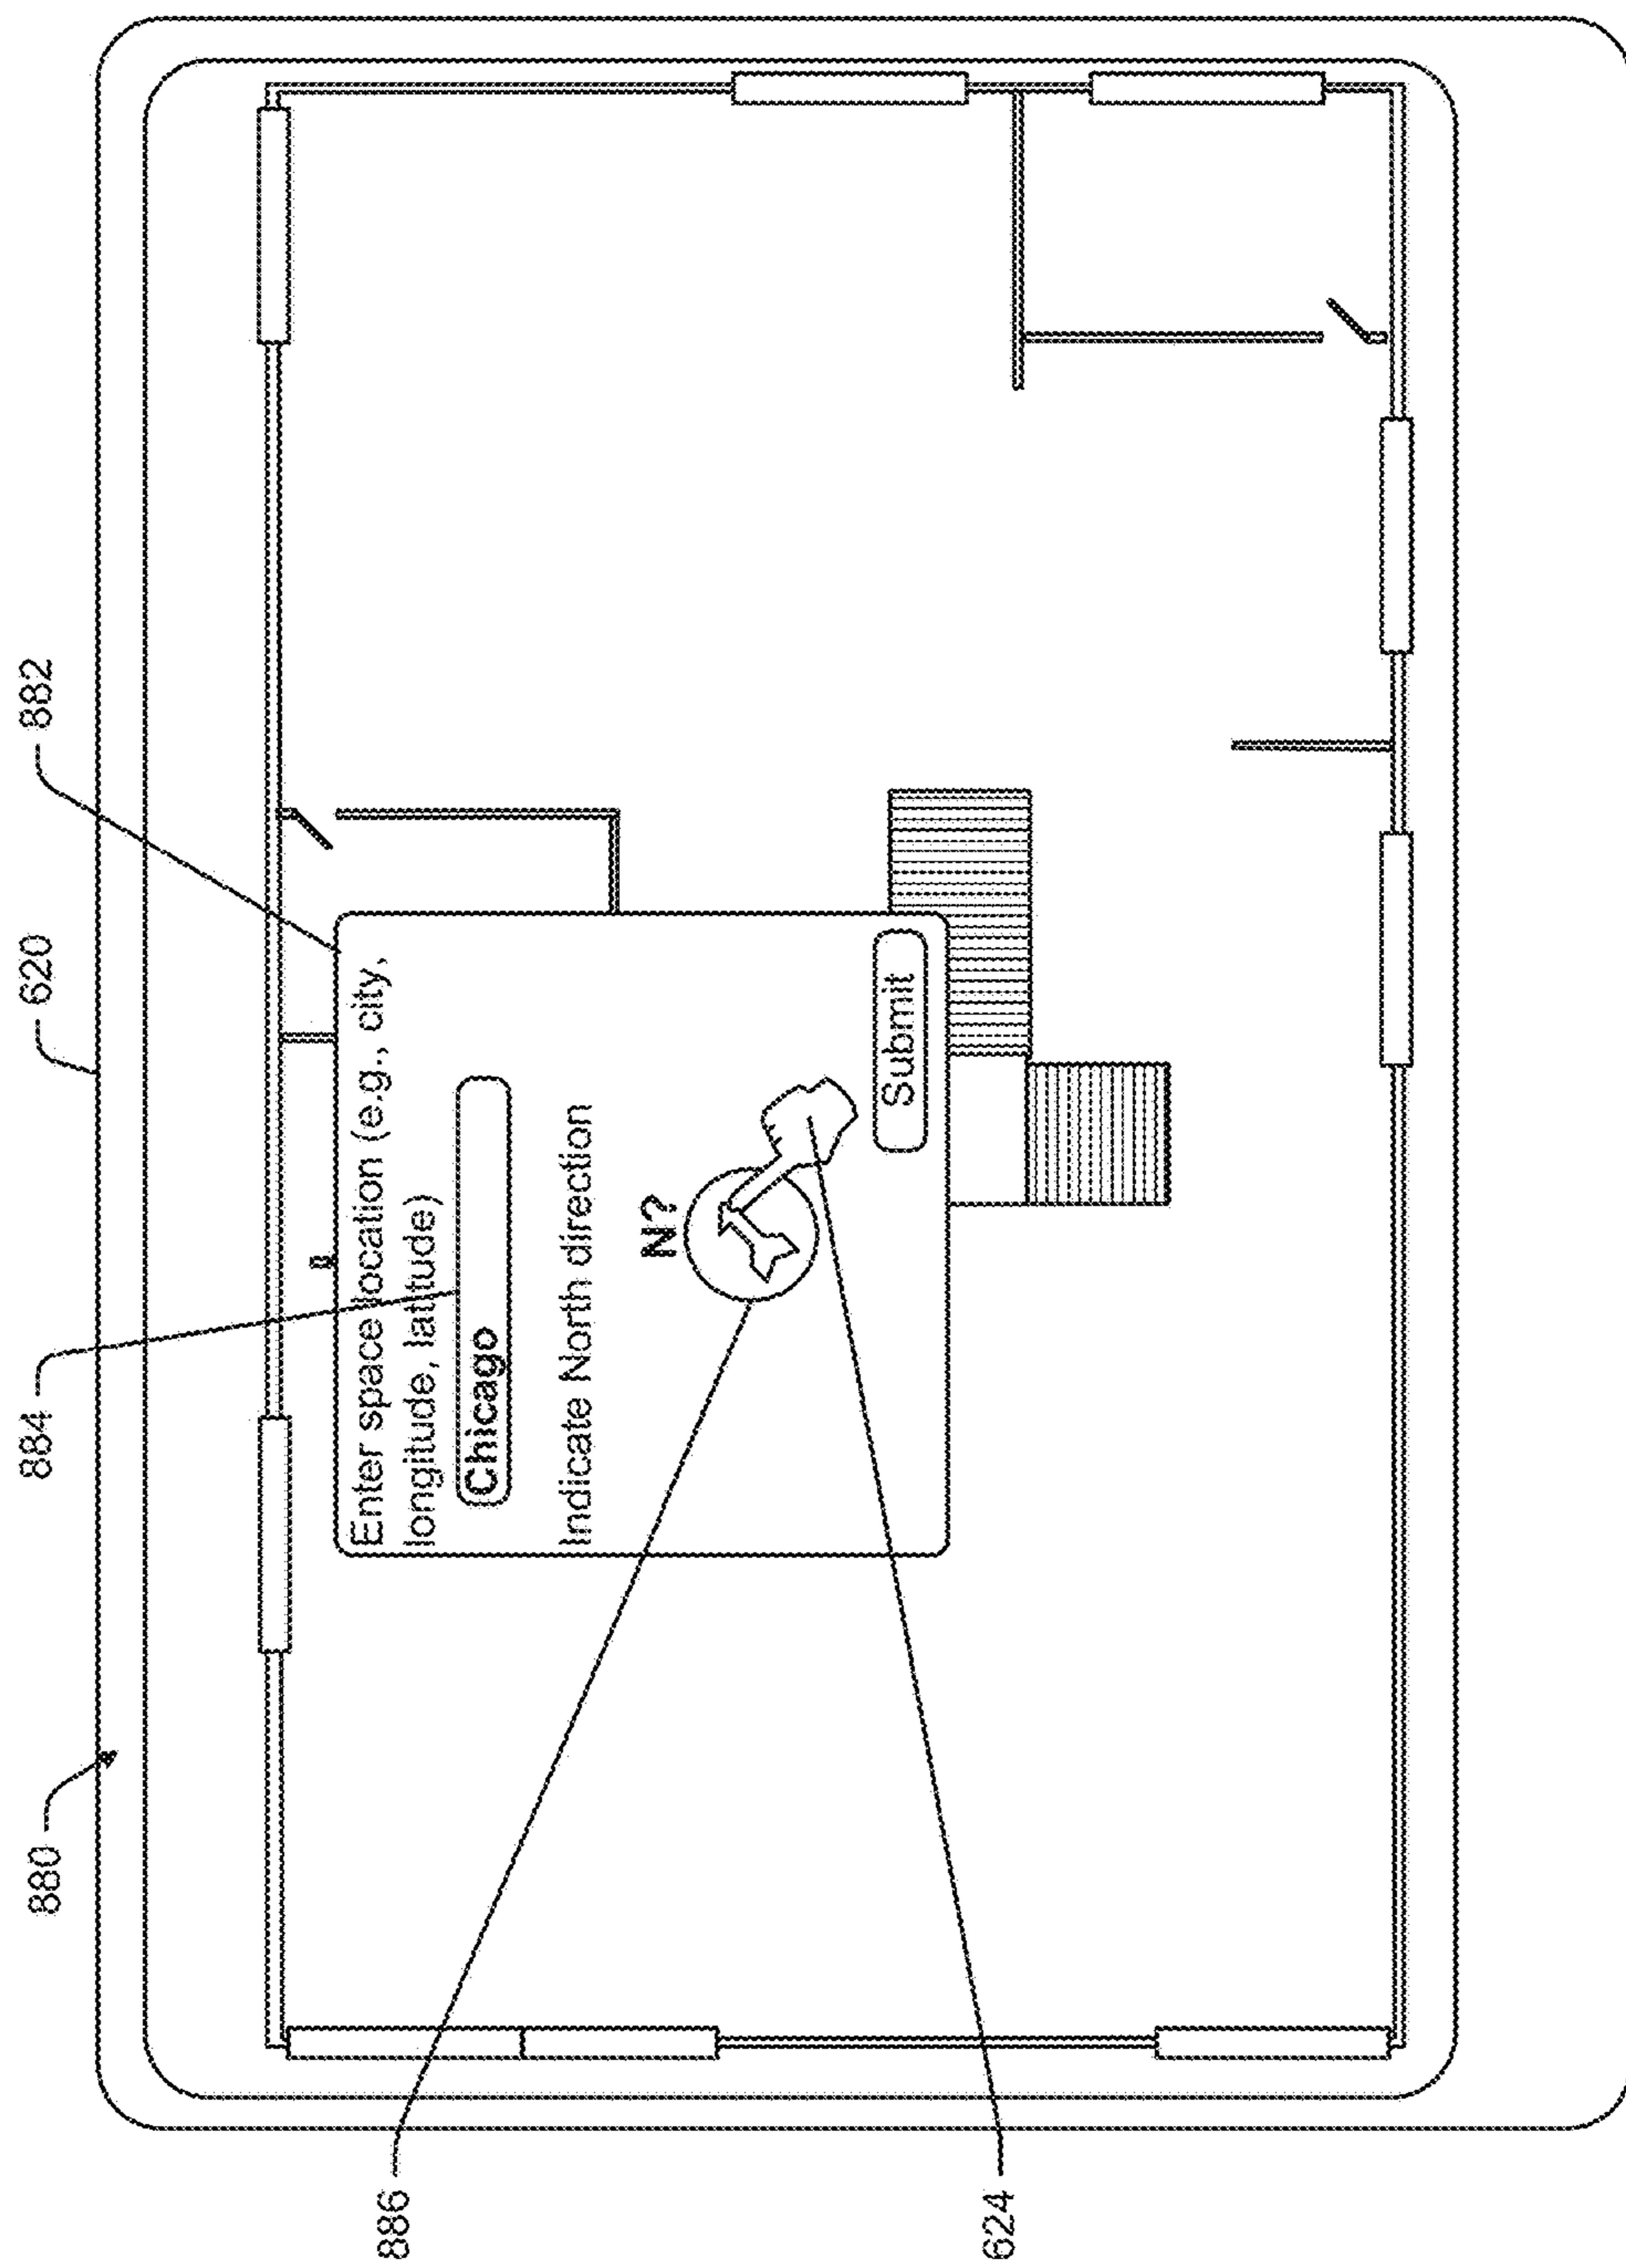 880
884
620
882
Enter space location (e.g., city,
longitude, latitude)
Chicago
Indicate North direction
N?
Submit
886
624